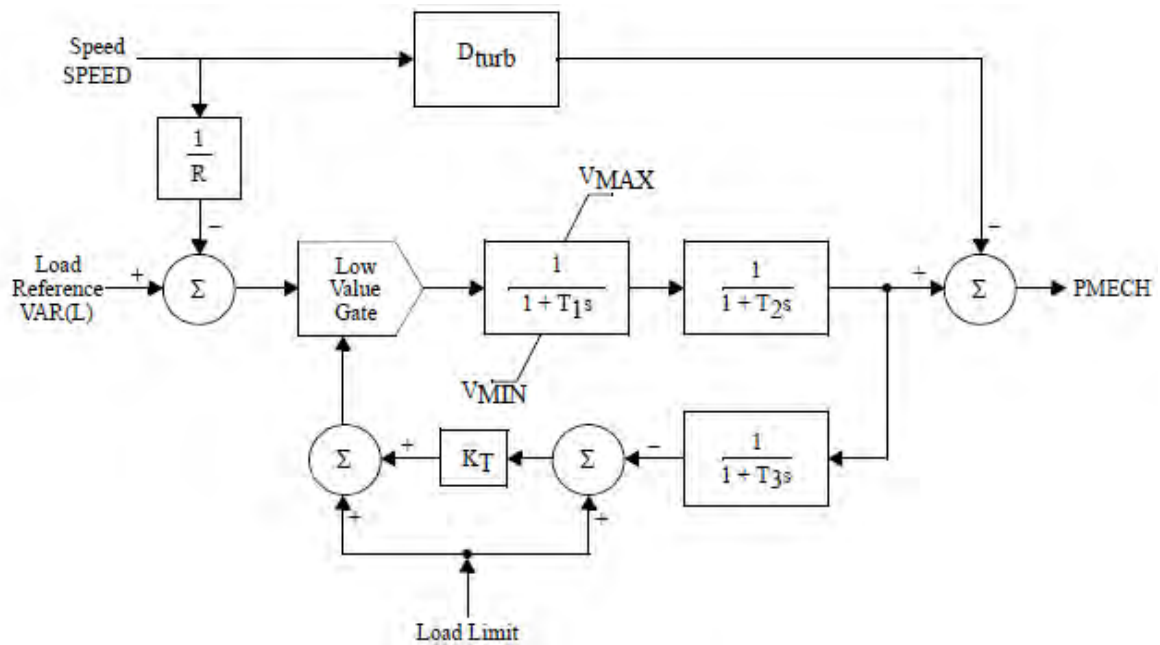 Speed
SPEED
Dturb
1
R
−
Load
Reference
VAR(L)
+
Σ
Low
Value
Gate
VMAX
1
1 + T1s
VMIN
1
1 + T2s
−
+
Σ
PMECH
Σ
+
KT
Σ
−
1
1 + T3s
+
+
Load Limit